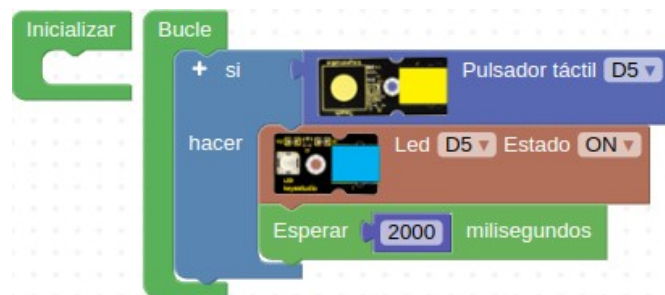 Inicializar
Bucle
+ si
Pulsador táctil D5
hacer
Led D5 Estado ON
Esperar 2000 milisegundos